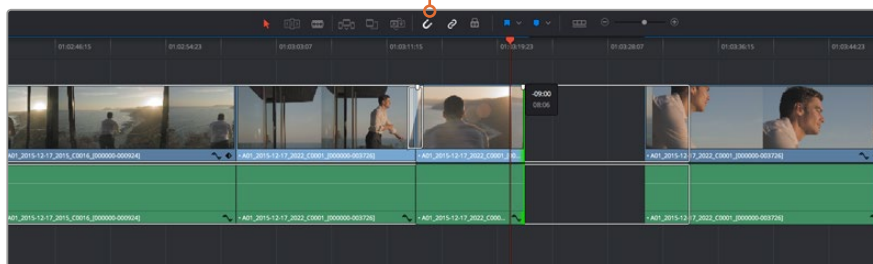 01:02:46:15
01:02:54:23
01:03:03:07
01:03:11:15
01:03:19:23
01:03:28:07
01:03:36:15
01:03:44:23
-09:00
08:06
A01_2015-12-17_2015_C0016_[000000-000924]
• A01_2015-12-17_2022_C0001_[000000-003726]
• A01_2015-12-17_2022_C0001_[00...
• A01_2015-12-17_2022_C0001_[000000-003726]
A01_2015-12-17_2015_C0016_[000000-000924]
• A01_2015-12-17_2022_C0001_[000000-003726]
• A01_2015-12-17_2022_C000...
• A01_2015-12-17_2022_C0001_[000000-003726]